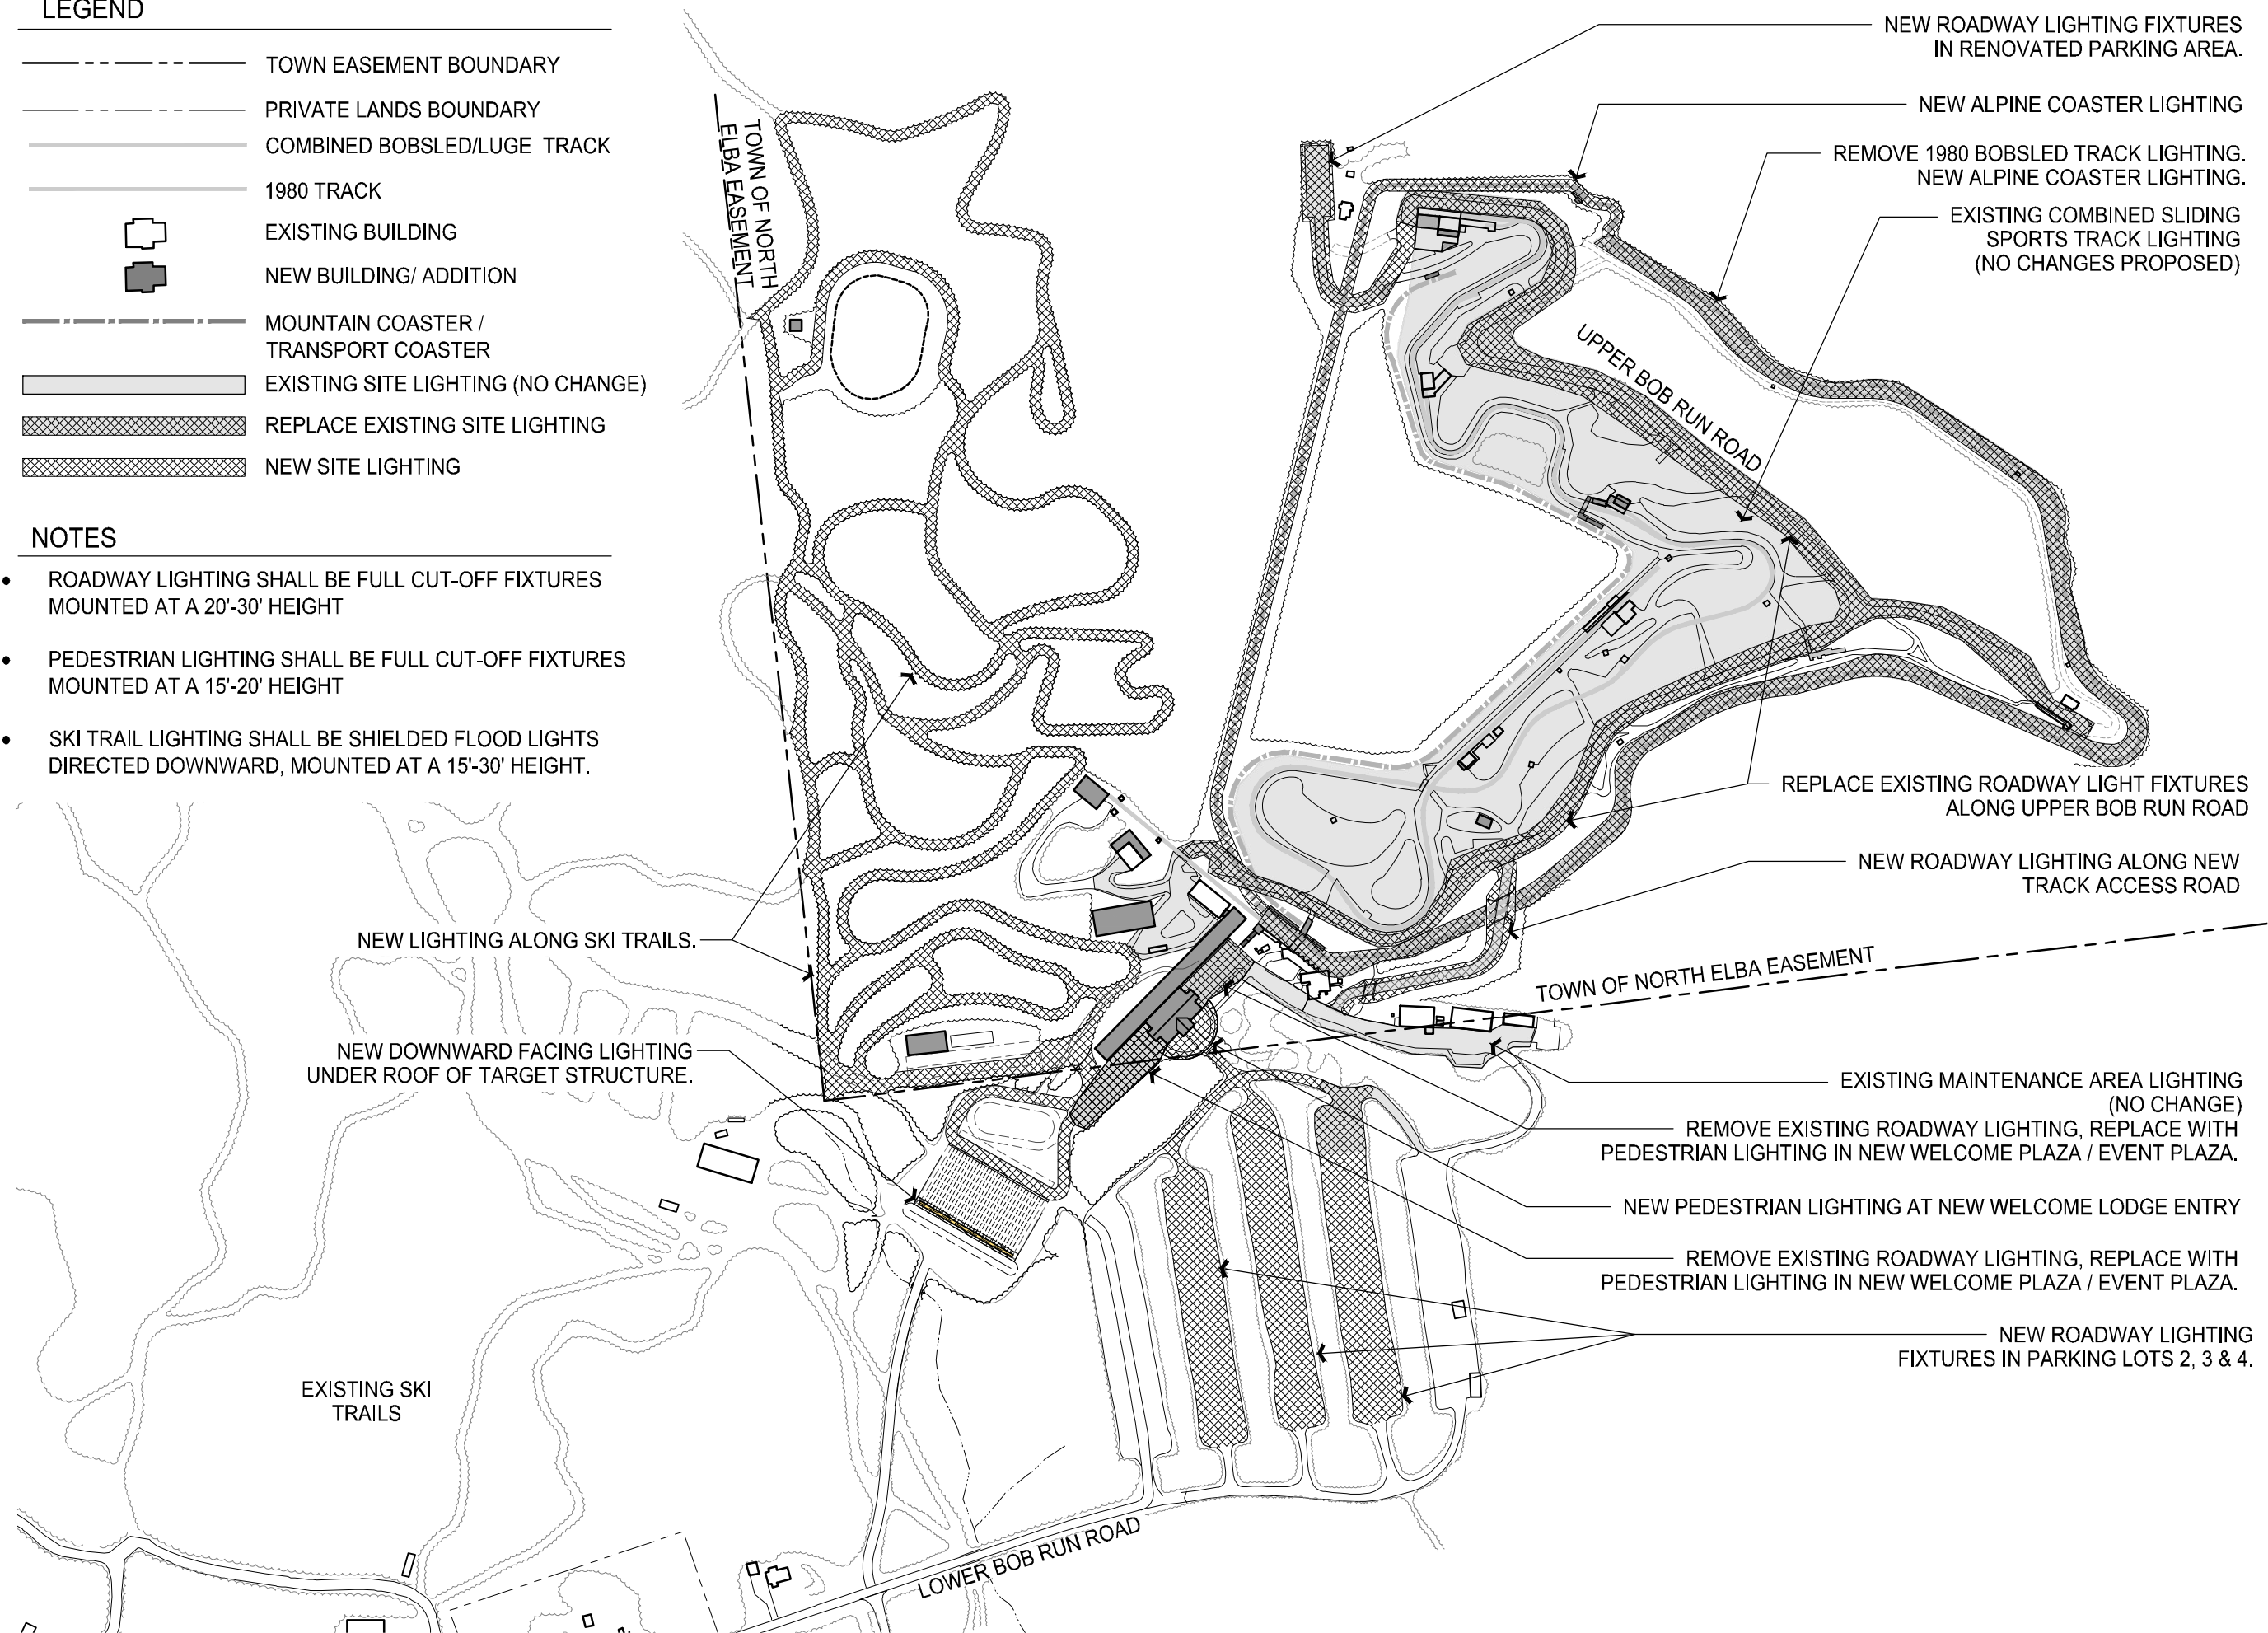 LEGEND
TOWN EASEMENT BOUNDARY
PRIVATE LANDS BOUNDARY
COMBINED BOBSLED/LUGE TRACK
1980 TRACK
EXISTING BUILDING
NEW BUILDING/ ADDITION
MOUNTAIN COASTER /
TRANSPORT COASTER
EXISTING SITE LIGHTING (NO CHANGE)
REPLACE EXISTING SITE LIGHTING
NEW SITE LIGHTING
NOTES
• ROADWAY LIGHTING SHALL BE FULL CUT-OFF FIXTURES
MOUNTED AT A 20'-30' HEIGHT
• PEDESTRIAN LIGHTING SHALL BE FULL CUT-OFF FIXTURES
MOUNTED AT A 15'-20' HEIGHT
• SKI TRAIL LIGHTING SHALL BE SHIELDED FLOOD LIGHTS
DIRECTED DOWNWARD, MOUNTED AT A 15'-30' HEIGHT.
TOWN OF NORTH
ELBA EASEMENT
NEW ROADWAY LIGHTING FIXTURES
IN RENOVATED PARKING AREA.
NEW ALPINE COASTER LIGHTING
REMOVE 1980 BOBSLED TRACK LIGHTING.
NEW ALPINE COASTER LIGHTING.
EXISTING COMBINED SLIDING
SPORTS TRACK LIGHTING
(NO CHANGES PROPOSED)
UPPER BOB RUN ROAD
REPLACE EXISTING ROADWAY LIGHT FIXTURES
ALONG UPPER BOB RUN ROAD
NEW ROADWAY LIGHTING ALONG NEW
TRACK ACCESS ROAD
NEW LIGHTING ALONG SKI TRAILS.
TOWN OF NORTH ELBA EASEMENT
NEW DOWNWARD FACING LIGHTING
UNDER ROOF OF TARGET STRUCTURE.
EXISTING MAINTENANCE AREA LIGHTING
(NO CHANGE)
REMOVE EXISTING ROADWAY LIGHTING, REPLACE WITH
PEDESTRIAN LIGHTING IN NEW WELCOME PLAZA / EVENT PLAZA.
NEW PEDESTRIAN LIGHTING AT NEW WELCOME LODGE ENTRY
REMOVE EXISTING ROADWAY LIGHTING, REPLACE WITH
PEDESTRIAN LIGHTING IN NEW WELCOME PLAZA / EVENT PLAZA.
NEW ROADWAY LIGHTING
FIXTURES IN PARKING LOTS 2, 3 & 4.
EXISTING SKI
TRAILS
LOWER BOB RUN ROAD